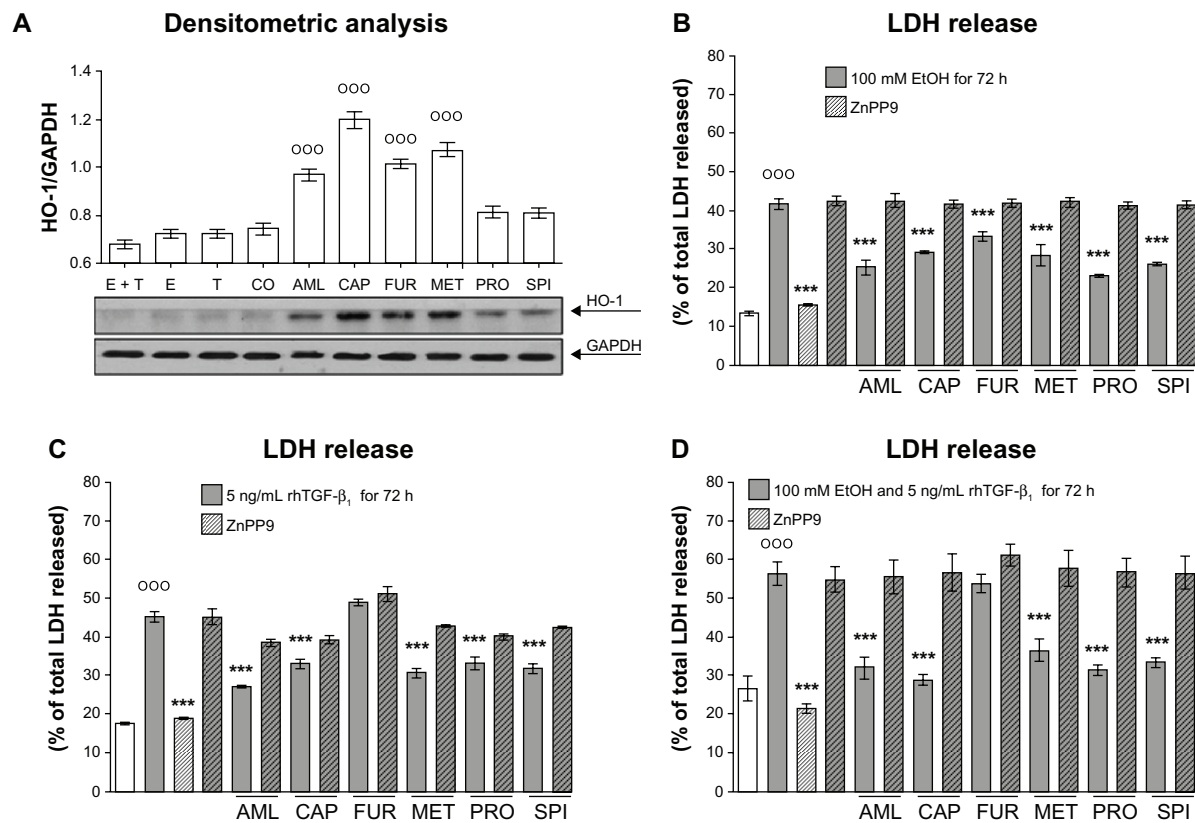 A
Densitometric analysis
HO-1/GAPDH
1.4
1.2
1.0
0.8
0.6
OOO
OOO
OOO
OOO
E + T E T CO AML CAP FUR MET PRO SPI
HO-1
GAPDH
B
LDH release
(% of total LDH released)
80
70
60
50
40
30
20
10
0
100 mM EtOH for 72 h
ZnPP9
OOO
***
***
***
***
***
***
***
AML CAP FUR MET PRO SPI
C
LDH release
(% of total LDH released)
80
70
60
50
40
30
20
10
0
5 ng/mL rhTGF-β₁ for 72 h
ZnPP9
OOO
***
***
***
***
***
***
AML CAP FUR MET PRO SPI
D
LDH release
(% of total LDH released)
80
70
60
50
40
30
20
10
0
100 mM EtOH and 5 ng/mL rhTGF-β₁ for 72 h
ZnPP9
OOO
***
***
***
***
***
***
AML CAP FUR MET PRO SPI